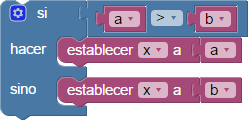 si a > b
hacer establecer x a a
sino establecer x a b